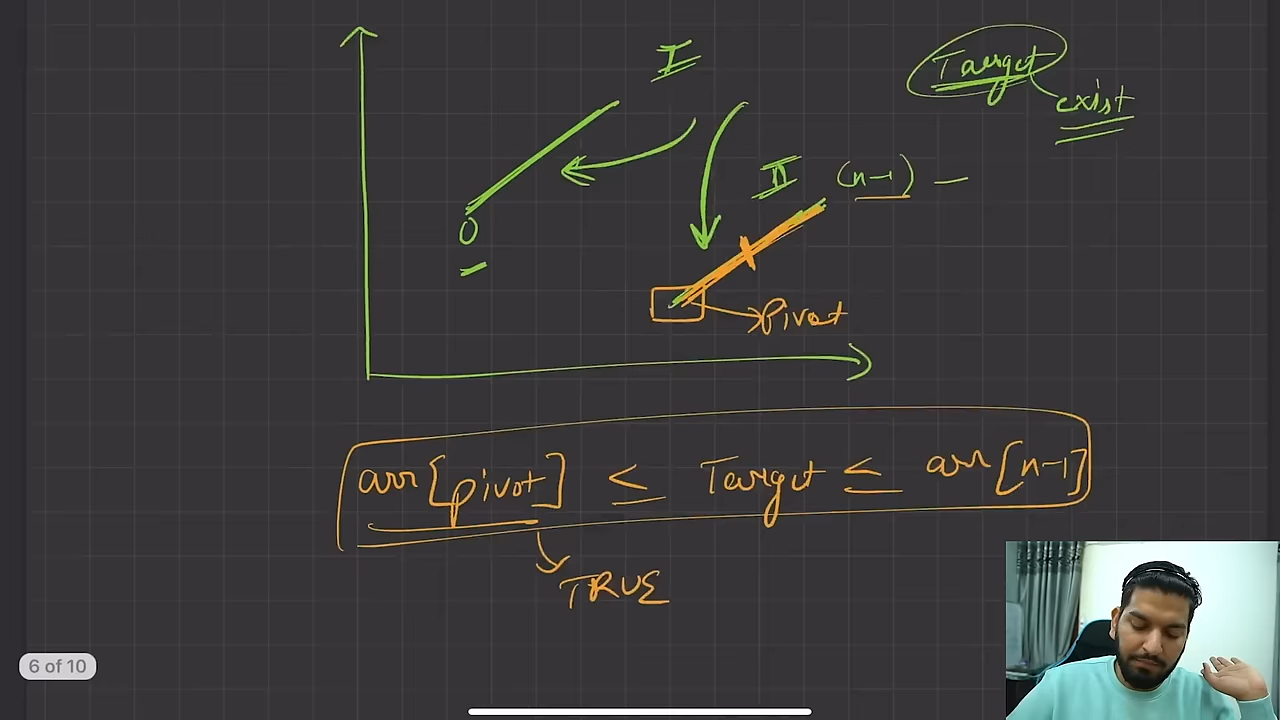 I
Target
exist
II (n-1) -
0
Pivot
arr[pivot] ≤ Target ≤ arr[n-1]
TRUE
6 of 10